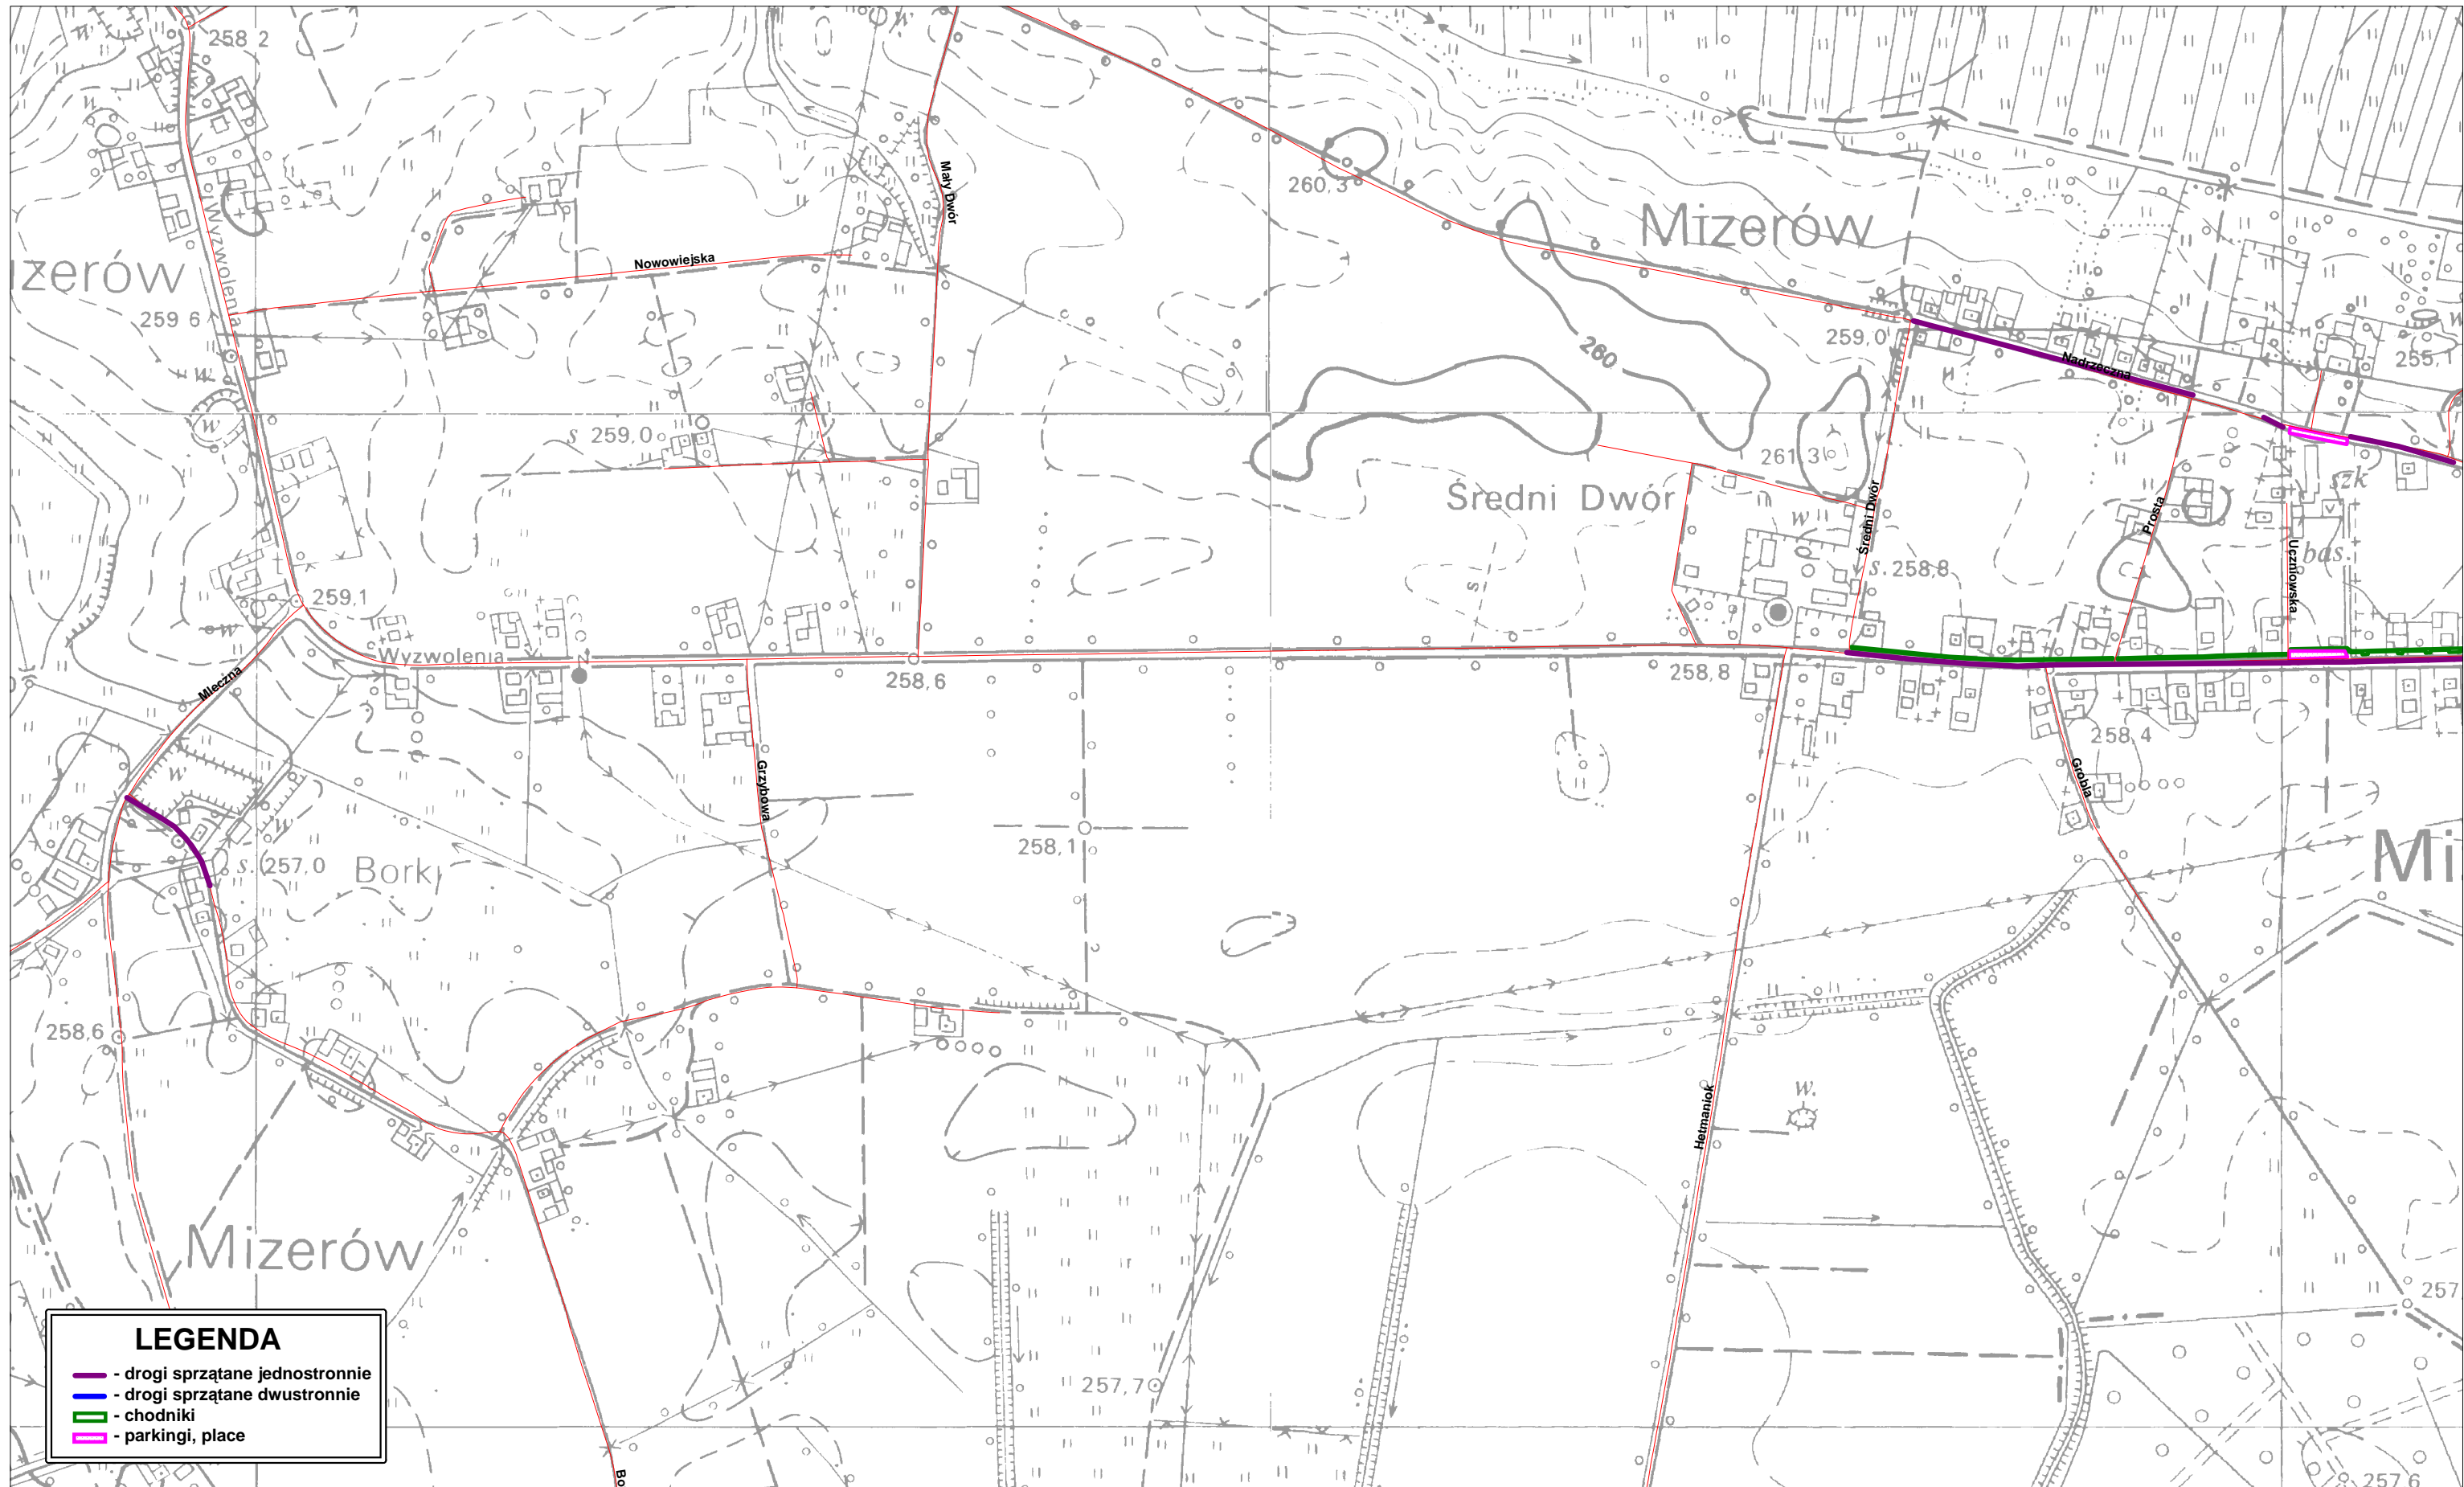 258 2
w
w
Mały Dwór
260,3
Mizerów
Wyzwolenia
Nowowiejska
izerów
259 6
259,0
260
Nadrzeczna
255,1
w
w
s 259,0
261,3
Średni Dwór
szk
w
Średni Dwór
Prosta
s. 258,8
bas.
Uczniowska
259,1
w
Wyzwolenia
258,6
258,8
Mleczna
258,4
w
Grzybowa
Grobla
w
258,1
Mi
s. 257,0
Borki
258,6
w.
Hetmaniok
Mizerów
257
LEGENDA
- drogi sprzątane jednostronnie
- drogi sprzątane dwustronnie
- chodniki
- parkingi, place
257,7
Bo
257,6